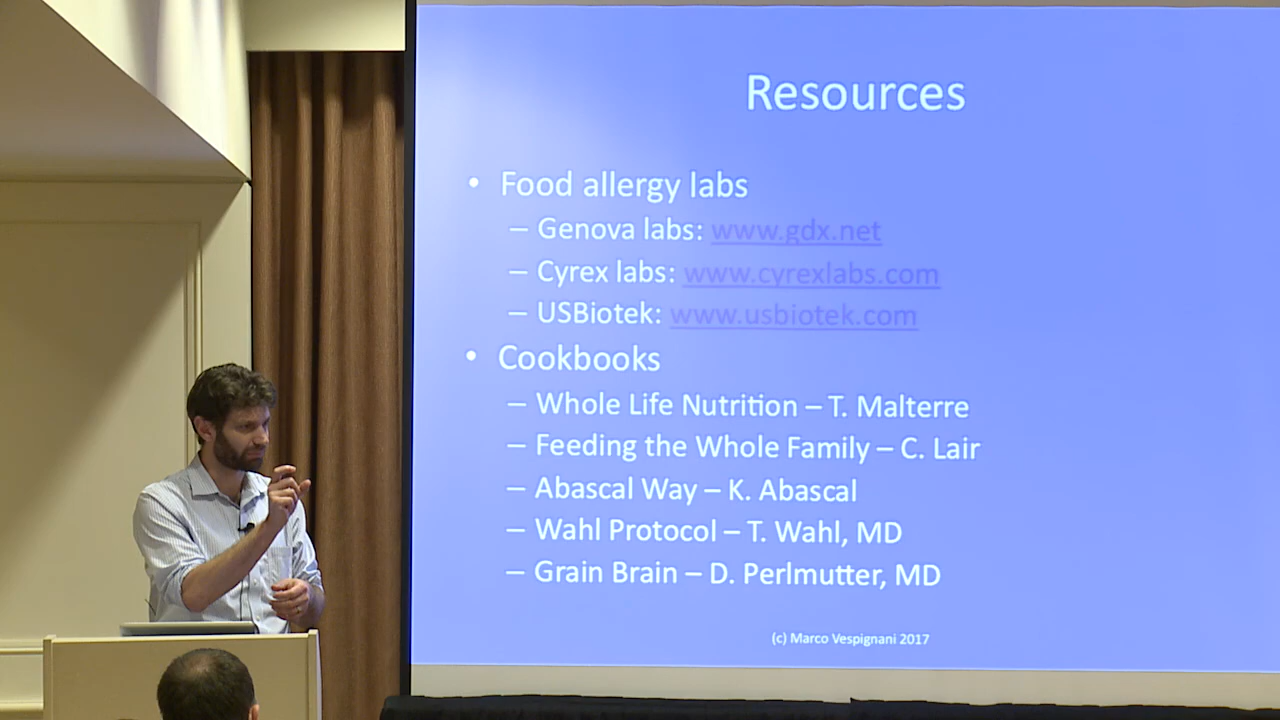 Resources
• Food allergy labs
– Genova labs: www.gdx.net
– Cyrex labs: www.cyrexlabs.com
– USBiotek: www.usbiotek.com
• Cookbooks
– Whole Life Nutrition – T. Malterre
– Feeding the Whole Family – C. Lair
– Abascal Way – K. Abascal
– Wahl Protocol – T. Wahl, MD
– Grain Brain – D. Perlmutter, MD
(c) Marco Vespignani 2017